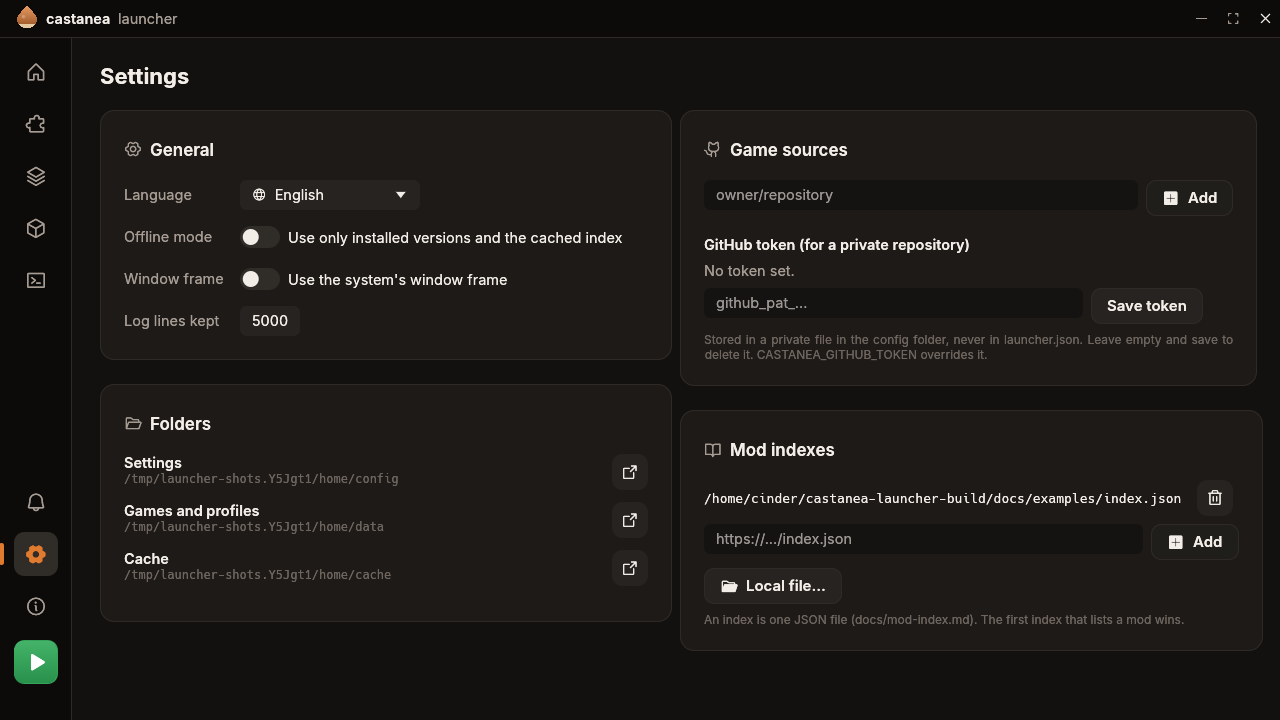 castanea launcher
Settings
General
Language
English
Offline mode
Use only installed versions and the cached index
Window frame
Use the system's window frame
Log lines kept
5000
Folders
Settings
/tmp/launcher-shots.Y5Jgt1/home/config
Games and profiles
/tmp/launcher-shots.Y5Jgt1/home/data
Cache
/tmp/launcher-shots.Y5Jgt1/home/cache
Game sources
owner/repository
Add
GitHub token (for a private repository)
No token set.
github_pat_...
Save token
Stored in a private file in the config folder, never in launcher.json. Leave empty and save to
delete it. CASTANEA_GITHUB_TOKEN overrides it.
Mod indexes
/home/cinder/castanea-launcher-build/docs/examples/index.json
https://.../index.json
Add
Local file...
An index is one JSON file (docs/mod-index.md). The first index that lists a mod wins.